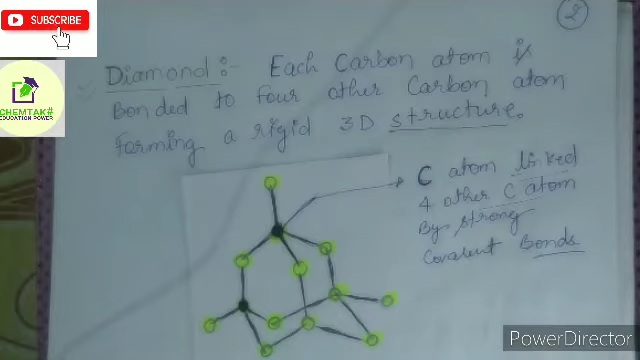 SUBSCRIBE
2
Diamond:- Each Carbon atom is
Bonded to four other Carbon atom
forming a rigid 3D structure.
CHEMTAK#
EDUCATION POWER
C atom linked
4 other C atom
By strong
Covalent Bonds
PowerDirector